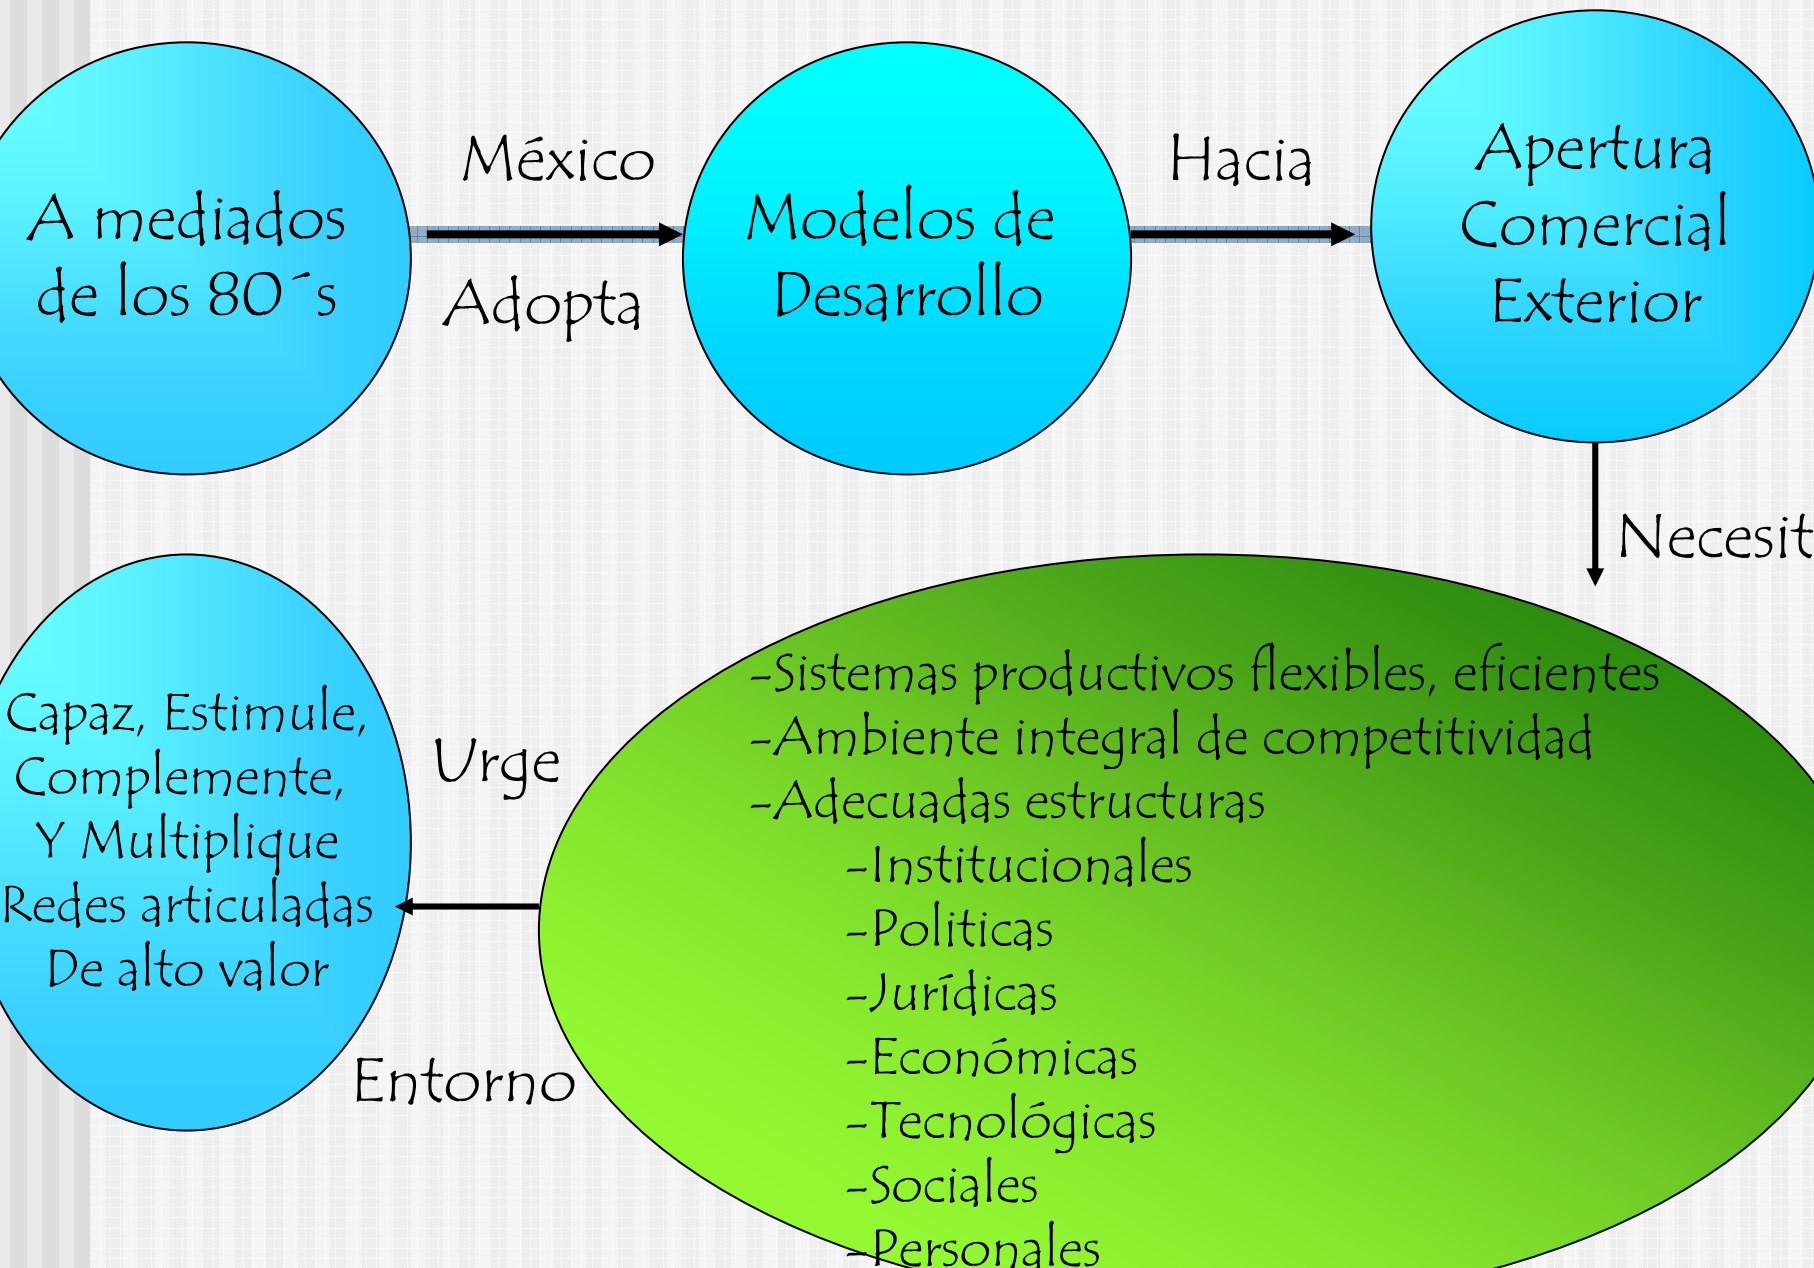 A mediados
de los 80´s
México
Adopta
Modelos de
Desarrollo
Hacia
Apertura
Comercial
Exterior
Necesit
-Sistemas productivos flexibles, eficientes
-Ambiente integral de competitividad
-Adecuadas estructuras
-Institucionales
-Politicas
-Jurídicas
-Económicas
-Tecnológicas
-Sociales
-Personales
Urge
Entorno
Capaz, Estimule,
Complemente,
Y Multiplique
Redes articuladas
De alto valor